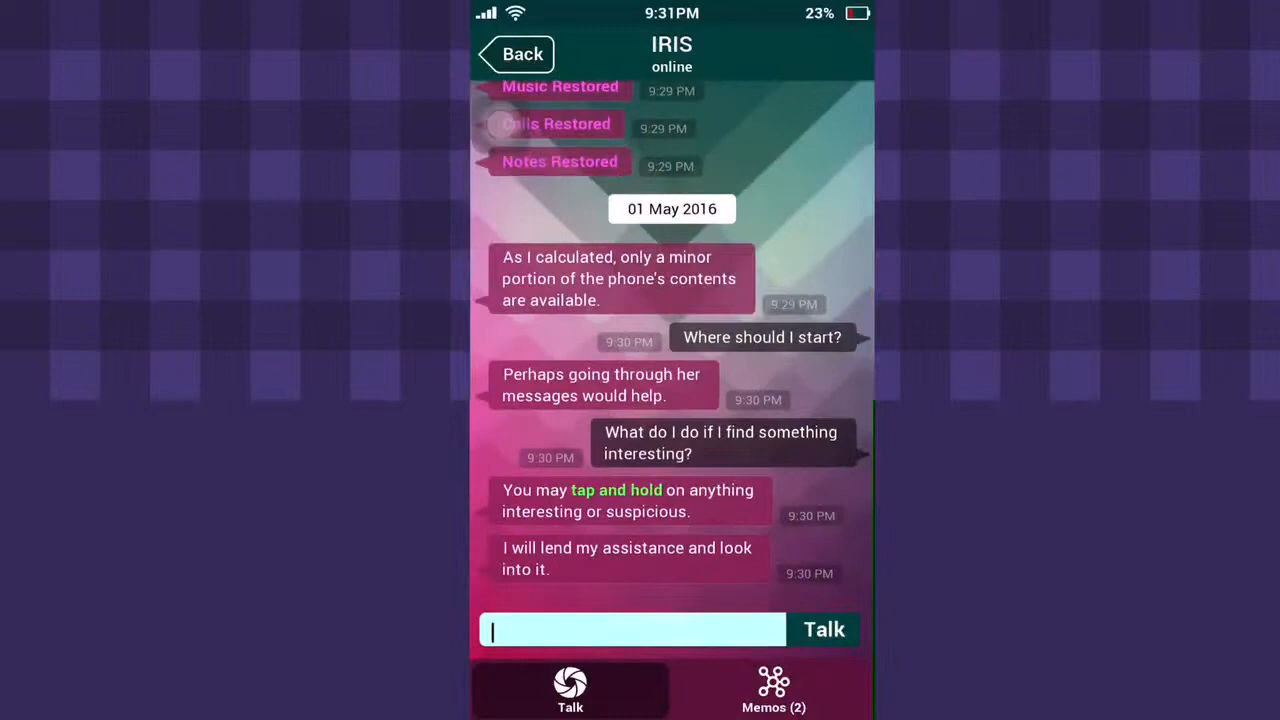 9:31PM
23%
Back
IRIS
online
Music Restored
9:29 PM
Calls Restored
9:29 PM
Notes Restored
9:29 PM
01 May 2016
As I calculated, only a minor
portion of the phone's contents
are available.
9:29 PM
Where should I start?
9:30 PM
Perhaps going through her
messages would help.
9:30 PM
What do I do if I find something
interesting?
9:30 PM
You may tap and hold on anything
interesting or suspicious.
9:30 PM
I will lend my assistance and look
into it.
9:30 PM
Talk
Talk
Memos (2)